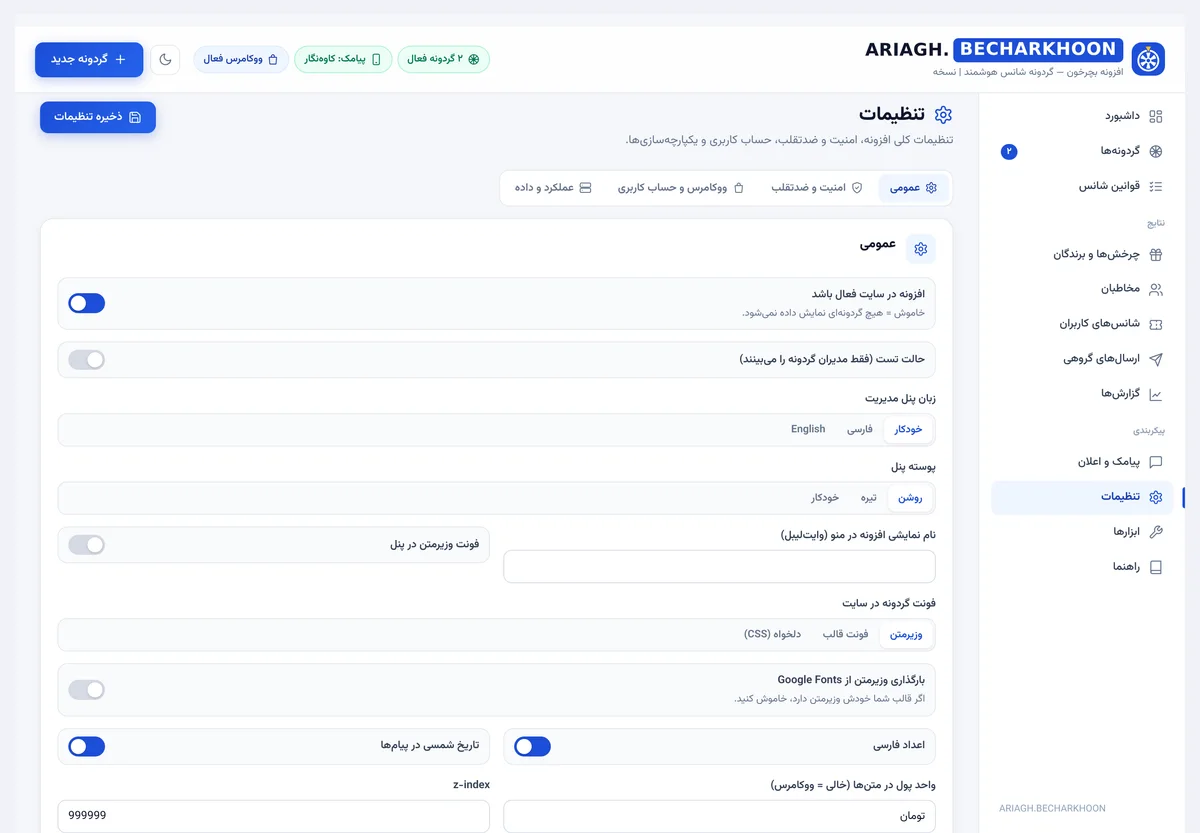 ARIAGH. BECHARKHOON
افزونه بچرخون — گردونه شانس هوشمند | نسخه
۲ گردونه فعال
پیامک: کاوه‌نگار
ووکامرس فعال
گردونه جدید
داشبورد
گردونه‌ها
۲
قوانین شانس
نتایج
چرخش‌ها و برندگان
مخاطبان
شانس‌های کاربران
ارسال‌های گروهی
گزارش‌ها
پیکربندی
پیامک و اعلان
تنظیمات
ابزارها
راهنما
ARIAGH.BECHARKHOON
تنظیمات
تنظیمات کلی افزونه، امنیت و ضدتقلب، حساب کاربری و یکپارچه‌سازی‌ها.
ذخیره تنظیمات
عمومی
امنیت و ضدتقلب
ووکامرس و حساب کاربری
عملکرد و داده
عمومی
افزونه در سایت فعال باشد
خاموش = هیچ گردونه‌ای نمایش داده نمی‌شود.
حالت تست (فقط مدیران گردونه را می‌بینند)
زبان پنل مدیریت
خودکار
فارسی
English
پوسته پنل
روشن
تیره
خودکار
نام نمایشی افزونه در منو (وایت‌لیبل)
فونت وزیرمتن در پنل
فونت گردونه در سایت
وزیرمتن
فونت قالب
دلخواه (CSS)
بارگذاری وزیرمتن از Google Fonts
اگر قالب شما خودش وزیرمتن دارد، خاموش کنید.
اعداد فارسی
تاریخ شمسی در پیام‌ها
واحد پول در متن‌ها (خالی = ووکامرس)
z-index
تومان
999999